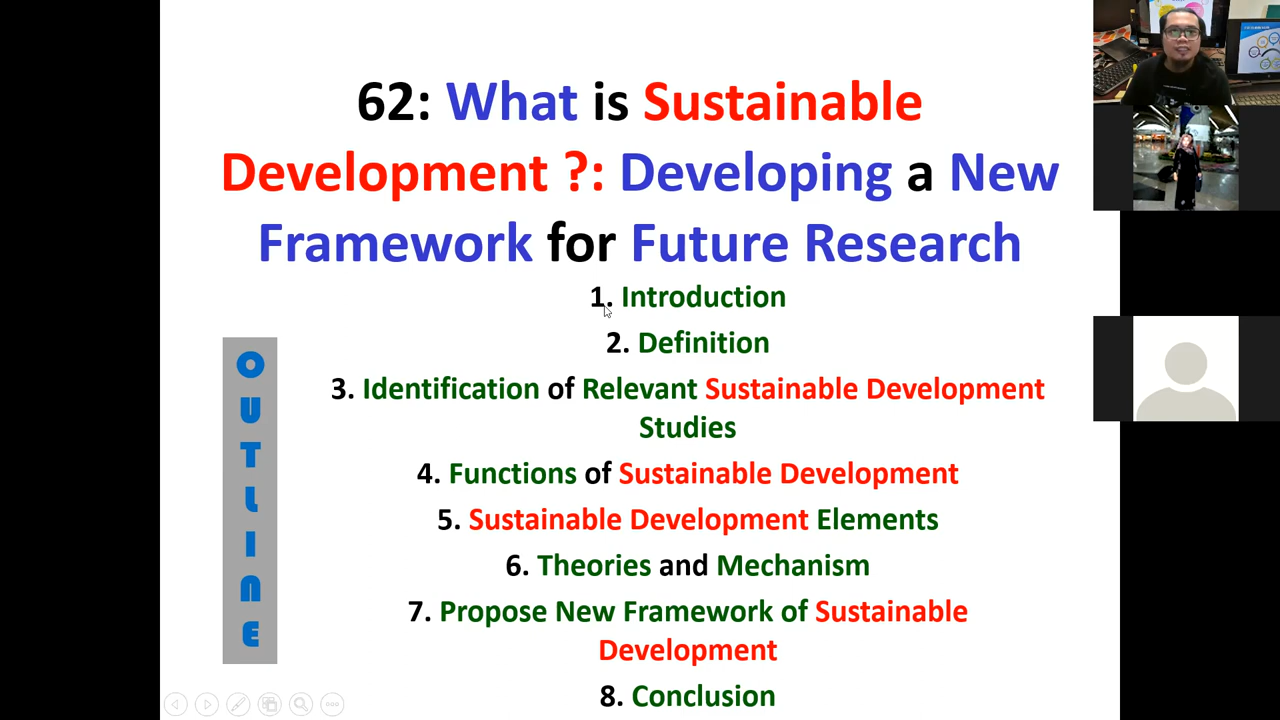 62: What is Sustainable
Development ?: Developing a New
Framework for Future Research
1. Introduction
2. Definition
3. Identification of Relevant Sustainable Development
Studies
4. Functions of Sustainable Development
5. Sustainable Development Elements
6. Theories and Mechanism
7. Propose New Framework of Sustainable
Development
8. Conclusion
OUTLINE